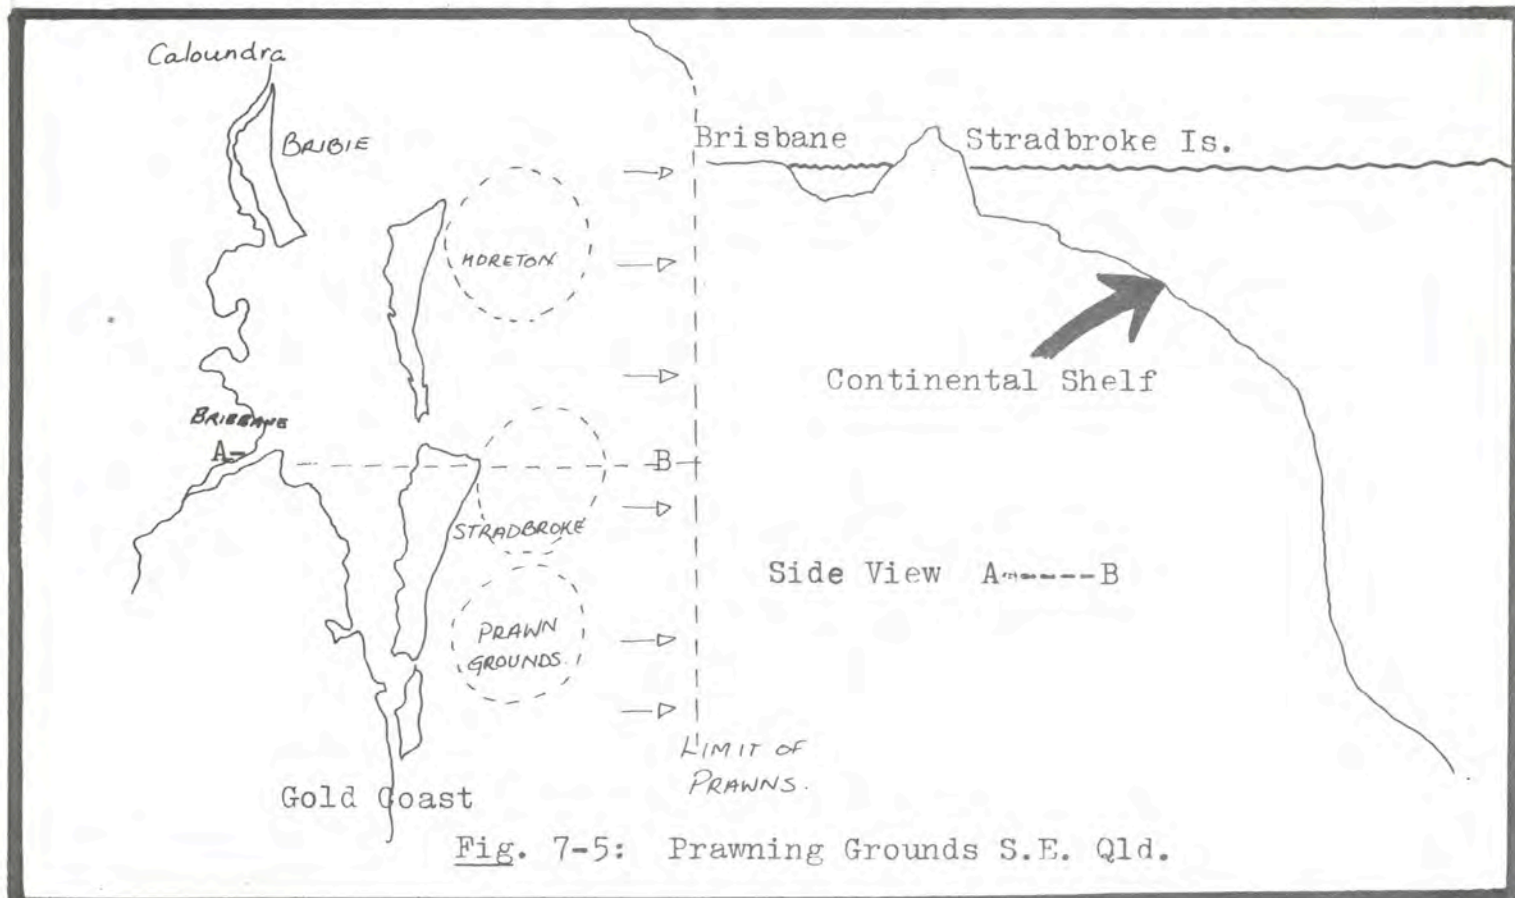 Caloundra
BRIBIE
MORETON
BRISBANE
A-
B
STRADBROKE
PRAWN
GROUNDS.
LIMIT OF
PRAWNS.
Gold Coast
Brisbane
Stradbroke Is.
Continental Shelf
Side View A-----B
Fig. 7-5: Prawning Grounds S.E. Qld.